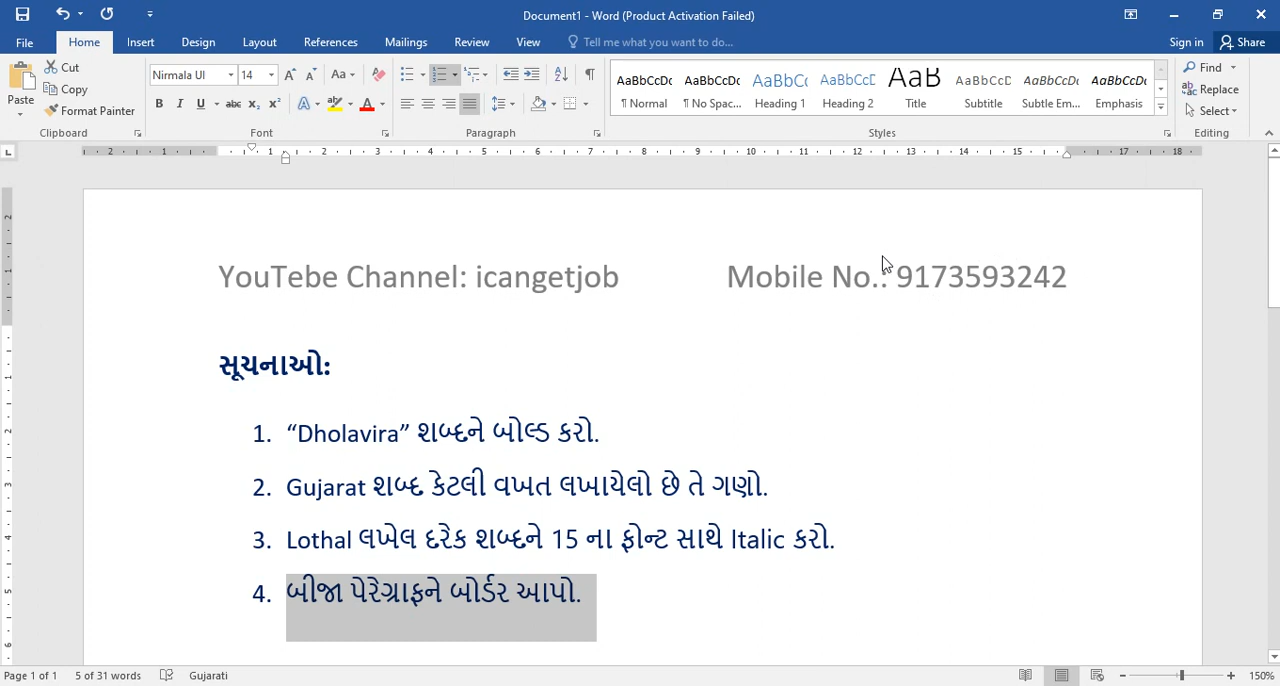 Document1 - Word (Product Activation Failed)
File Home Insert Design Layout References Mailings Review View Tell me what you want to do... Sign in Share
Paste Cut Copy Format Painter Clipboard
Nirmala UI 14 Font
Paragraph
AaBbCcDc ¶ Normal
AaBbCcDc ¶ No Spac...
AaBbCc Heading 1
AaBbCcD Heading 2
AaB Title
AaBbCcD Subtitle
AaBbCcDc Subtle Em...
AaBbCcDc Emphasis
Styles
Find Replace Select Editing
YouTebe Channel: icangetjob Mobile No.: 9173593242
સૂચનાઓ:
1. “Dholavira” શબ્દને બોલ્ડ કરો.
2. Gujarat શબ્દ કેટલી વખત લખાયેલો છે તે ગણો.
3. Lothal લખેલ દરેક શબ્દને 15 ના ફોન્ટ સાથે Italic કરો.
4. બીજા પેરેગ્રાફને બોર્ડર આપો.
Page 1 of 1 5 of 31 words Gujarati 150%